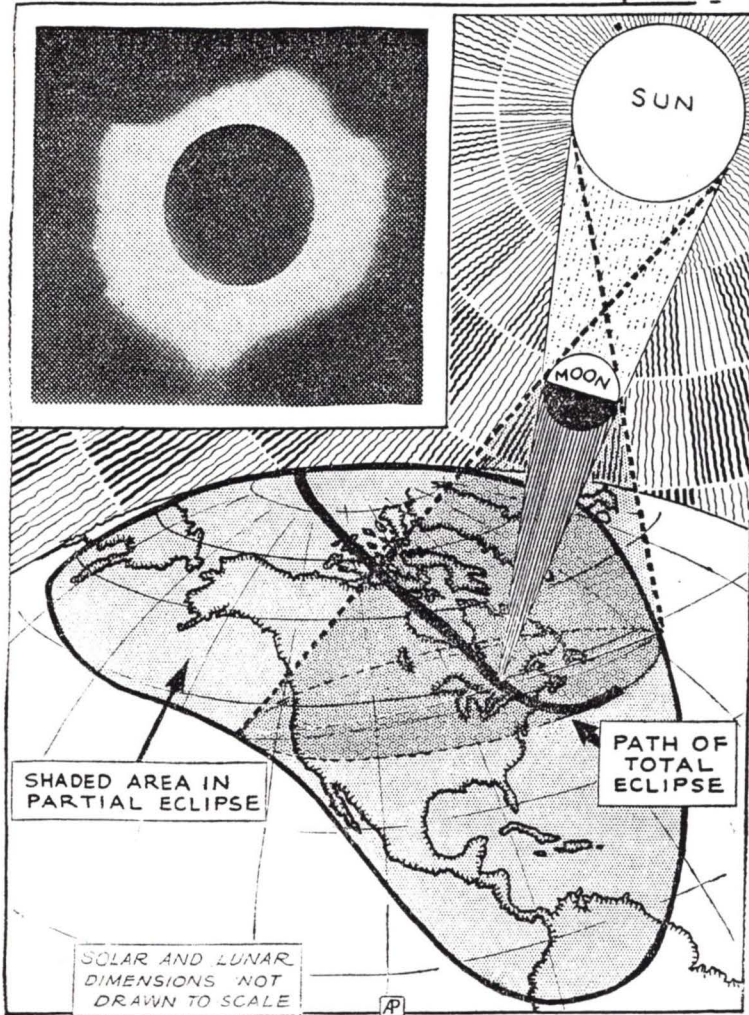 SUN
MOON
SHADED AREA IN
PARTIAL ECLIPSE
PATH OF
TOTAL
ECLIPSE
SOLAR AND LUNAR
DIMENSIONS NOT
DRAWN TO SCALE
AP